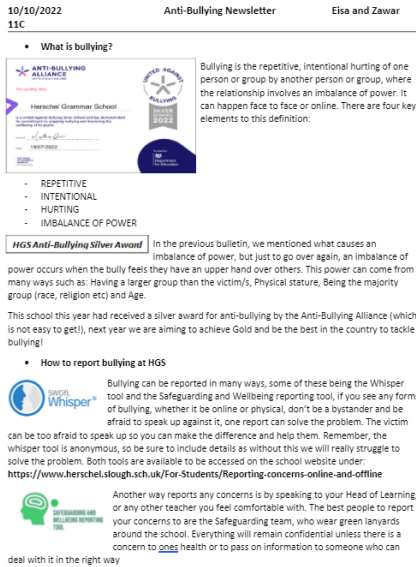 10/10/2022 Anti-Bullying Newsletter Eisa and Zawar
11C
• What is bullying?
ANTI-BULLYING
ALLIANCE
Herschel Grammar School
19/07/2022
UNITED AGAINST
BULLYING
SILVER
SCHOOL
2022
Department
for Education
Bullying is the repetitive, intentional hurting of one
person or group by another person or group, where
the relationship involves an imbalance of power. It
can happen face to face or online. There are four key
elements to this definition:
- REPETITIVE
- INTENTIONAL
- HURTING
- IMBALANCE OF POWER
HGS Anti-Bullying Silver Award
In the previous bulletin, we mentioned what causes an
imbalance of power, but just to go over again, an imbalance of
power occurs when the bully feels they have an upper hand over others. This power can come from
many ways such as: Having a larger group than the victim/s, Physical stature, Being the majority
group (race, religion etc) and Age.
This school this year had received a silver award for anti-bullying by the Anti-Bullying Alliance (which
is not easy to get!), next year we are aiming to achieve Gold and be the best in the country to tackle
bullying!
• How to report bullying at HGS
SWGfL
Whisper
Bullying can be reported in many ways, some of these being the Whisper
tool and the Safeguarding and Wellbeing reporting tool, if you see any form
of bullying, whether it be online or physical, don't be a bystander and be
afraid to speak up against it, one report can solve the problem. The victim
can be too afraid to speak up so you can make the difference and help them. Remember, the
whisper tool is anonymous, so be sure to include details as without this we will really struggle to
solve the problem. Both tools are available to be accessed on the school website under:
https://www.herschel.slough.sch.uk/For-Students/Reporting-concerns-online-and-offline
SAFEGUARDING AND
WELLBEING REPORTING
TOOL
Another way reports any concerns is by speaking to your Head of Learning,
or any other teacher you feel comfortable with. The best people to report
your concerns to are the Safeguarding team, who wear green lanyards
around the school. Everything will remain confidential unless there is a
concern to ones health or to pass on information to someone who can
deal with it in the right way